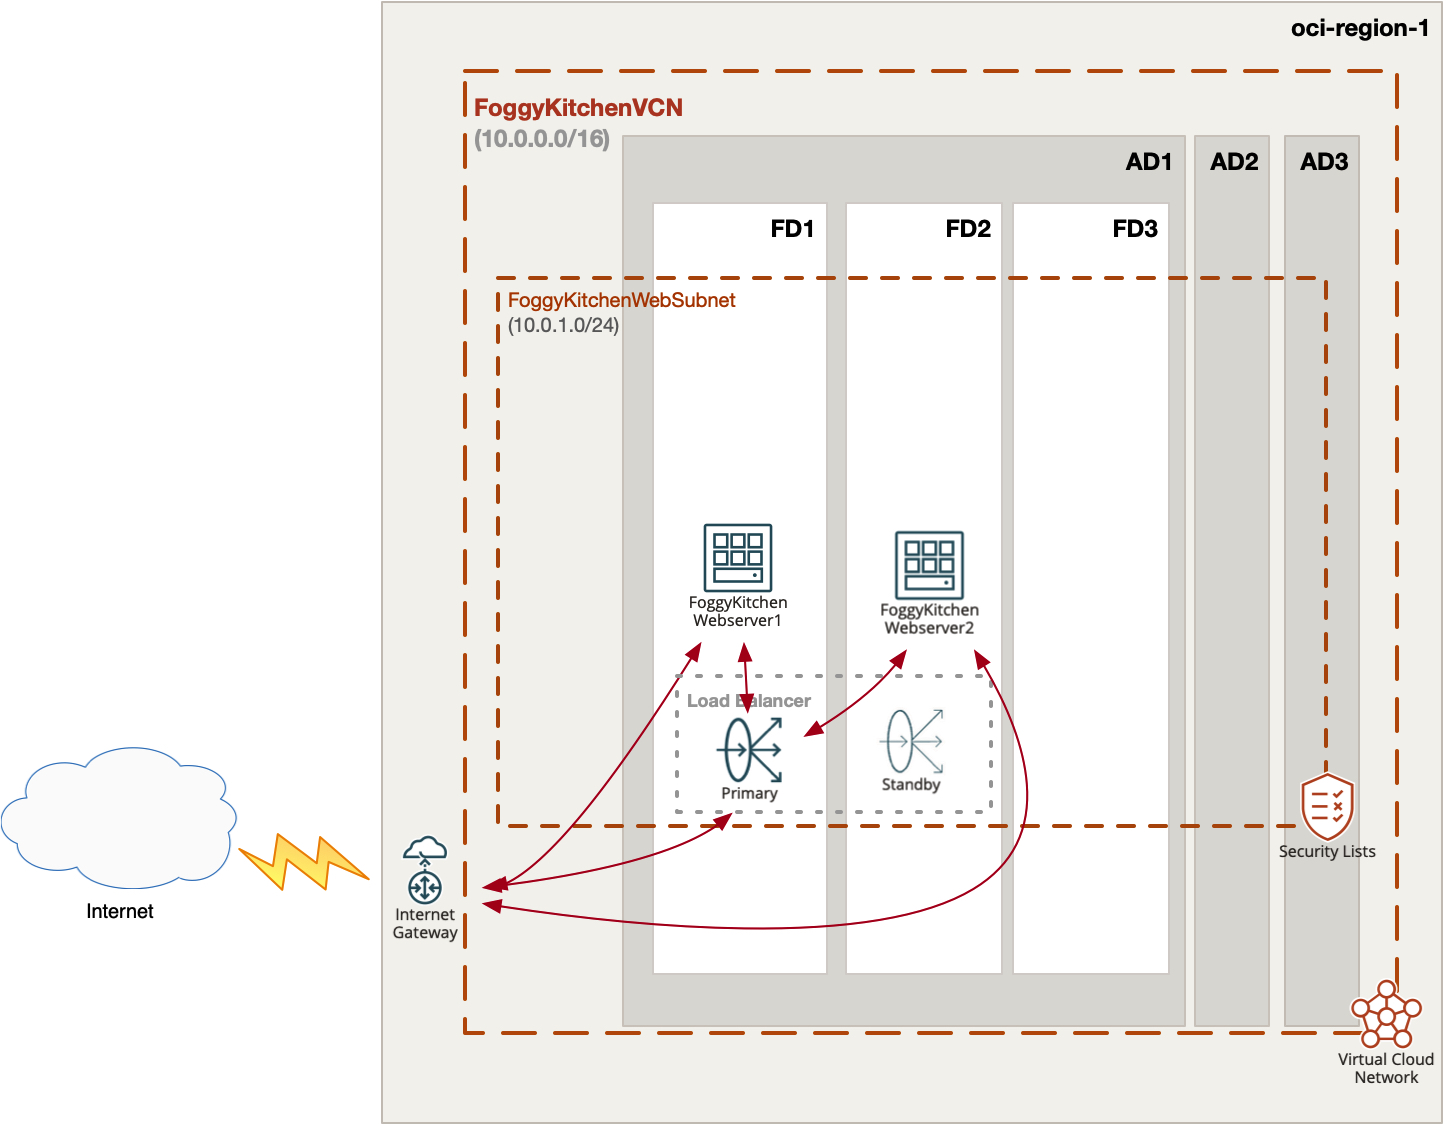 oci-region-1
FoggyKitchenVCN
(10.0.0.0/16)
AD1
AD2
AD3
FD1
FD2
FD3
FoggyKitchenWebSubnet
(10.0.1.0/24)
FoggyKitchen
Webserver1
FoggyKitchen
Webserver2
Load Balancer
Primary
Standby
Security Lists
Internet
Internet
Gateway
Virtual Cloud
Network